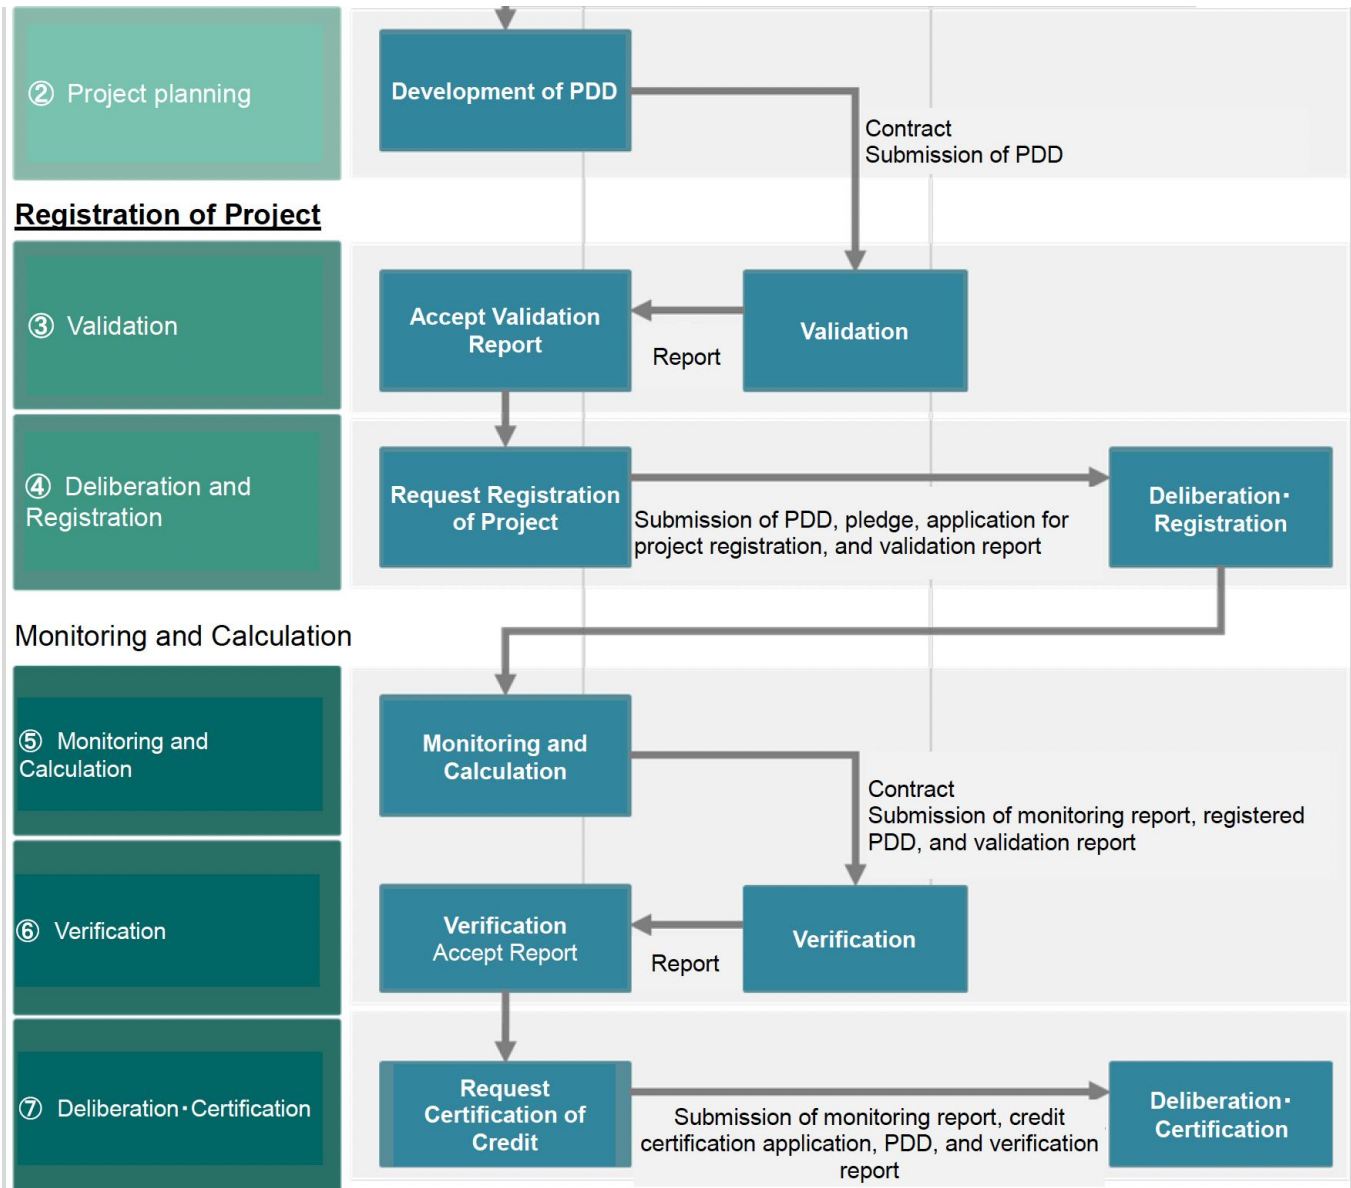 ② Project planning
Development of PDD
Contract
Submission of PDD
Registration of Project
③ Validation
Accept Validation
Report
Report
Validation
④ Deliberation and
Registration
Request Registration
of Project
Submission of PDD, pledge, application for
project registration, and validation report
Deliberation・
Registration
Monitoring and Calculation
⑤ Monitoring and
Calculation
Monitoring and
Calculation
Contract
Submission of monitoring report, registered
PDD, and validation report
⑥ Verification
Verification
Accept Report
Report
Verification
⑦ Deliberation・Certification
Request
Certification of
Credit
Submission of monitoring report, credit
certification application, PDD, and verification
report
Deliberation・
Certification